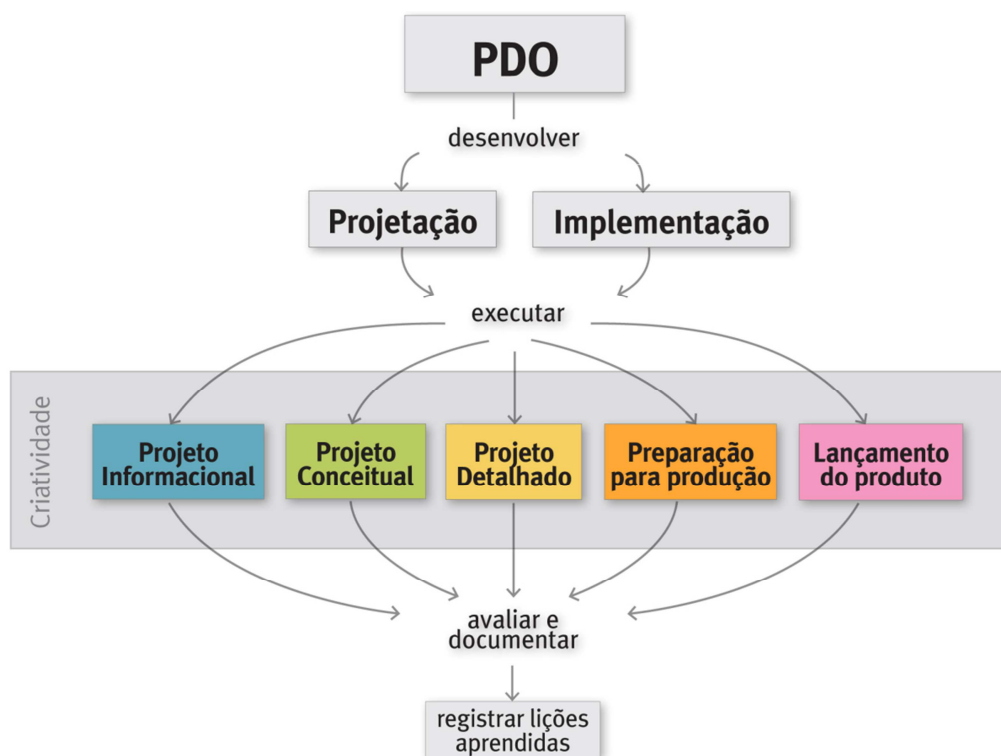 PDO
desenvolver
Projetação
Implementação
executar
Criatividade
Projeto
Informacional
Projeto
Conceitual
Projeto
Detalhado
Preparação
para produção
Lançamento
do produto
avaliar e
documentar
registrar lições
aprendidas